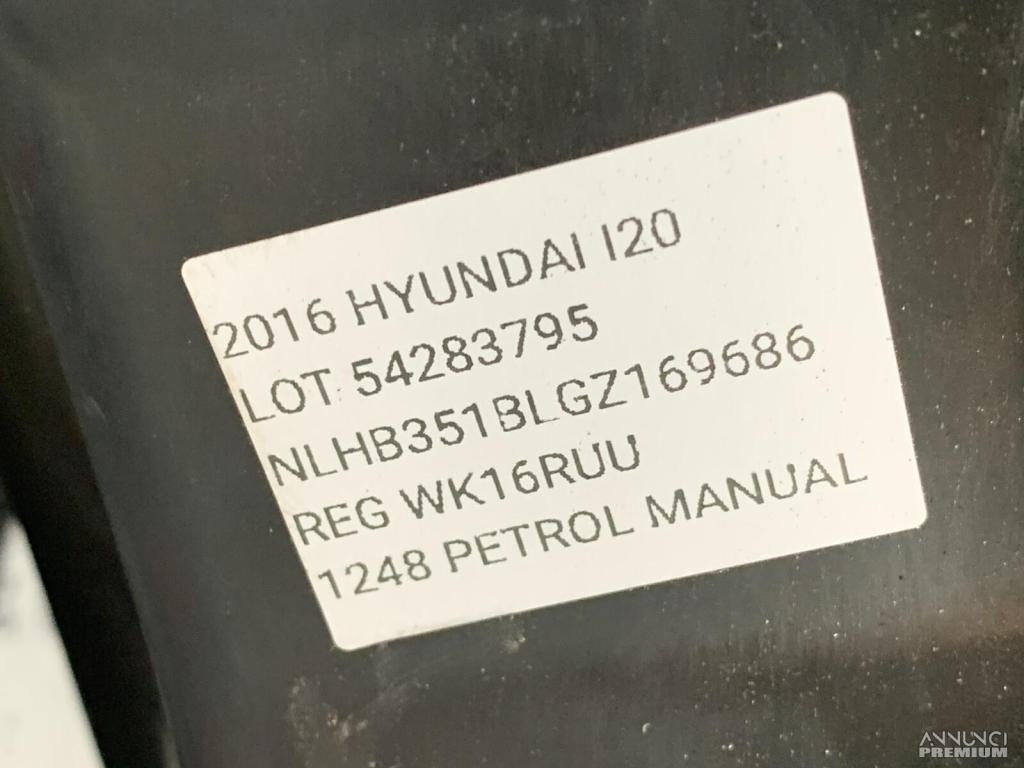 2016 HYUNDAI I20
LOT 54283795
NLHB351BLGZ169686
REG WK16RUU
1248 PETROL MANUAL
ANNUNCI
PREMIUM